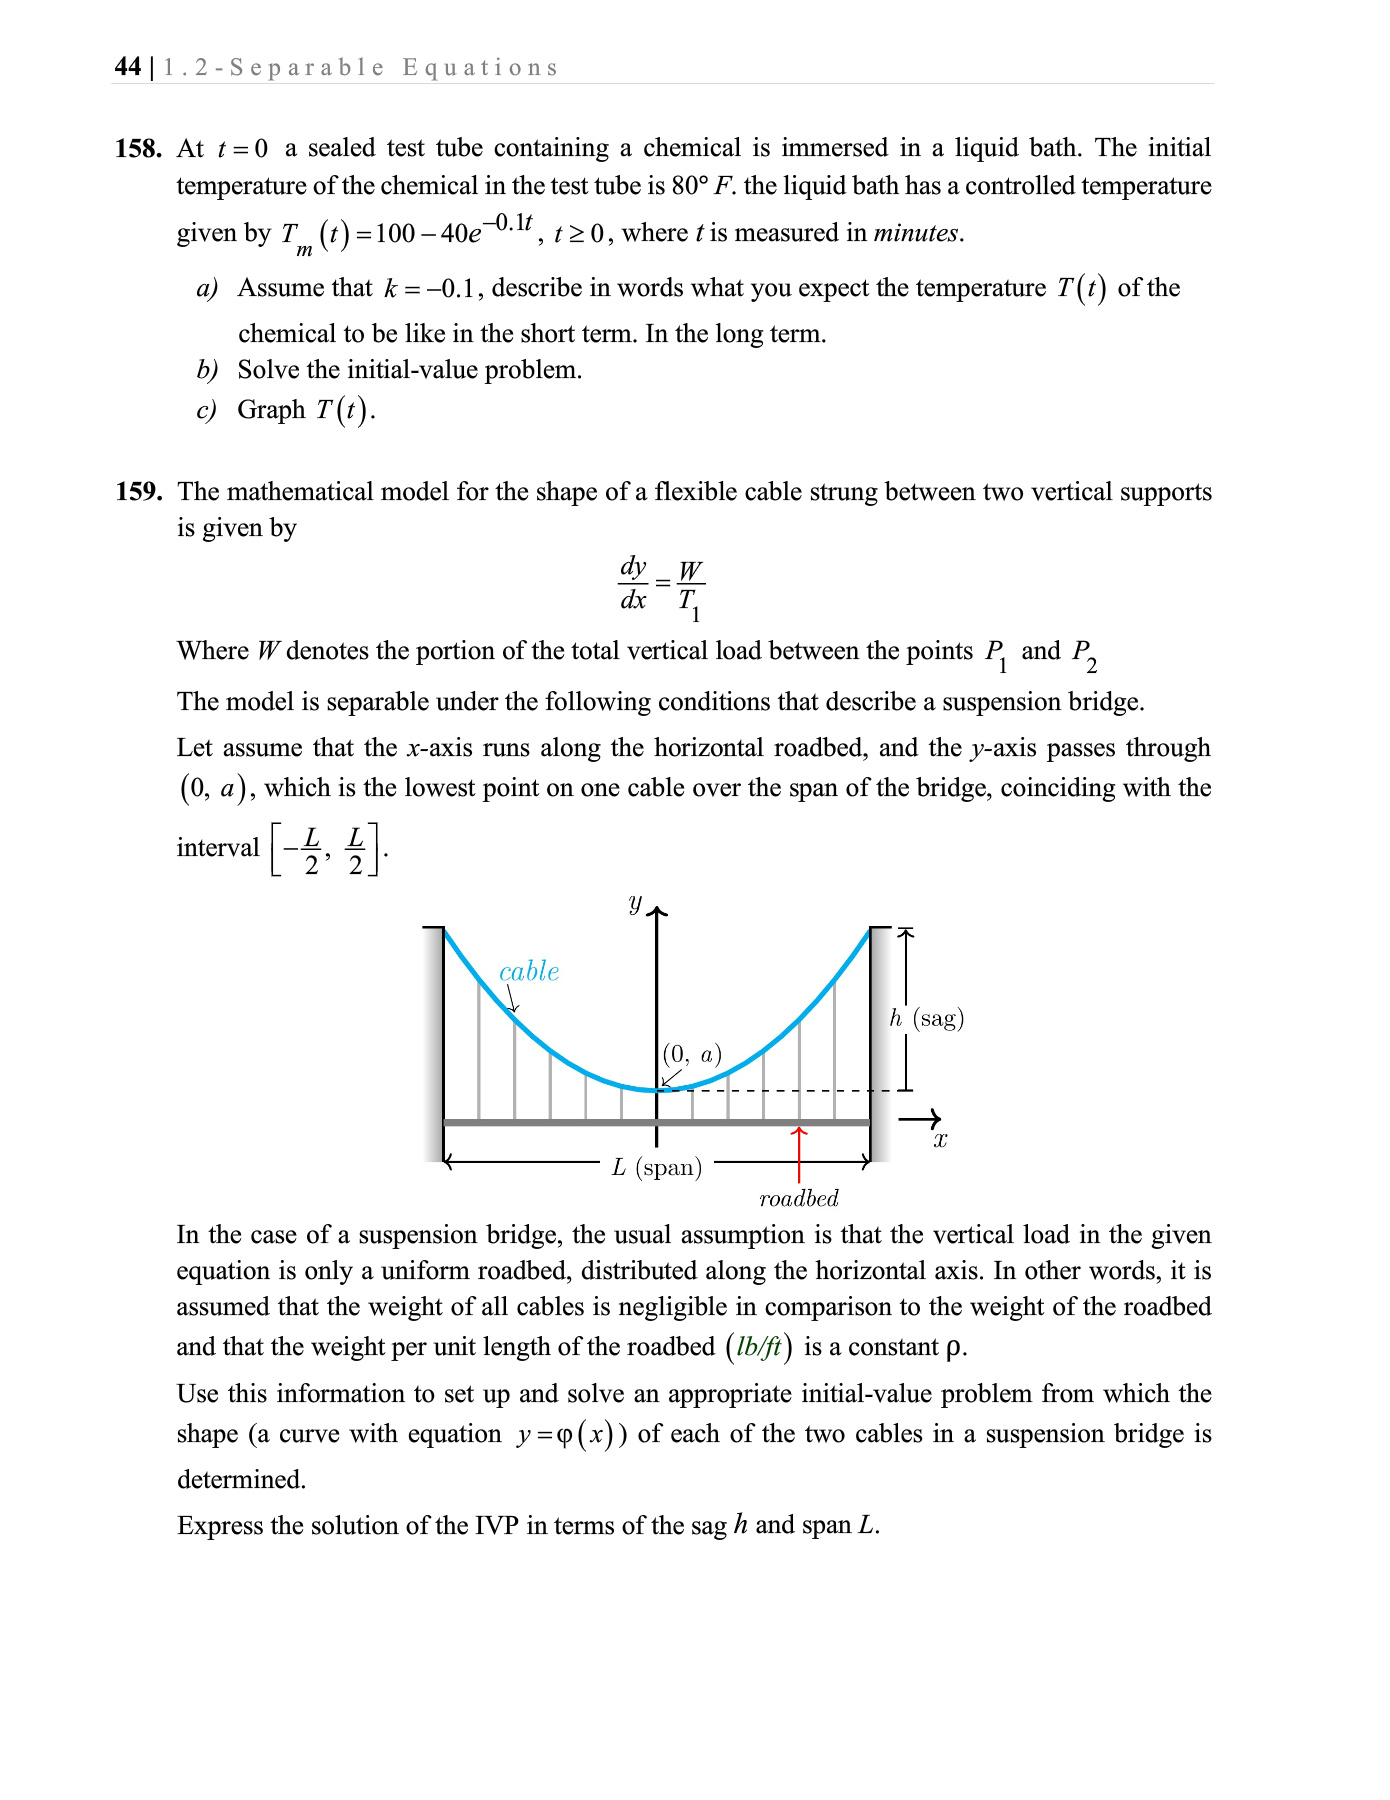 44 | 1.2-Separable Equations
158. At t = 0 a sealed test tube containing a chemical is immersed in a liquid bath. The initial
temperature of the chemical in the test tube is 80° F. the liquid bath has a controlled temperature
given by T_m (t) = 100 − 40e^{−0.1t}, t ≥ 0, where t is measured in minutes.
a) Assume that k = −0.1, describe in words what you expect the temperature T(t) of the
chemical to be like in the short term. In the long term.
b) Solve the initial-value problem.
c) Graph T(t).
159. The mathematical model for the shape of a flexible cable strung between two vertical supports
is given by
dy/dx = W/T_1
Where W denotes the portion of the total vertical load between the points P_1 and P_2
The model is separable under the following conditions that describe a suspension bridge.
Let assume that the x-axis runs along the horizontal roadbed, and the y-axis passes through
(0, a), which is the lowest point on one cable over the span of the bridge, coinciding with the
interval [−L/2, L/2].
y
cable
h (sag)
(0, a)
x
L (span)
roadbed
In the case of a suspension bridge, the usual assumption is that the vertical load in the given
equation is only a uniform roadbed, distributed along the horizontal axis. In other words, it is
assumed that the weight of all cables is negligible in comparison to the weight of the roadbed
and that the weight per unit length of the roadbed (lb/ft) is a constant ρ.
Use this information to set up and solve an appropriate initial-value problem from which the
shape (a curve with equation y = φ(x)) of each of the two cables in a suspension bridge is
determined.
Express the solution of the IVP in terms of the sag h and span L.